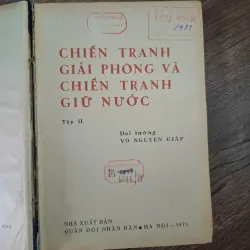 CHIẾN TRANH
GIẢI PHÓNG VÀ
CHIẾN TRANH
GIỮ NƯỚC
Tập II
Đại tướng
VÕ NGUYÊN GIÁP
NHÀ XUẤT BẢN
QUÂN ĐỘI NHÂN DÂN ● HÀ NỘI — 1975